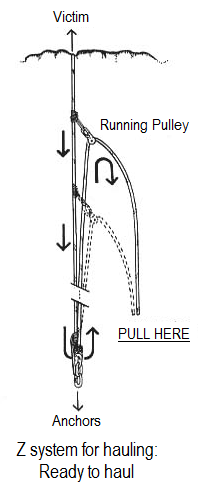 Victim
Running Pulley
PULL HERE
Anchors
Z system for hauling:
Ready to haul